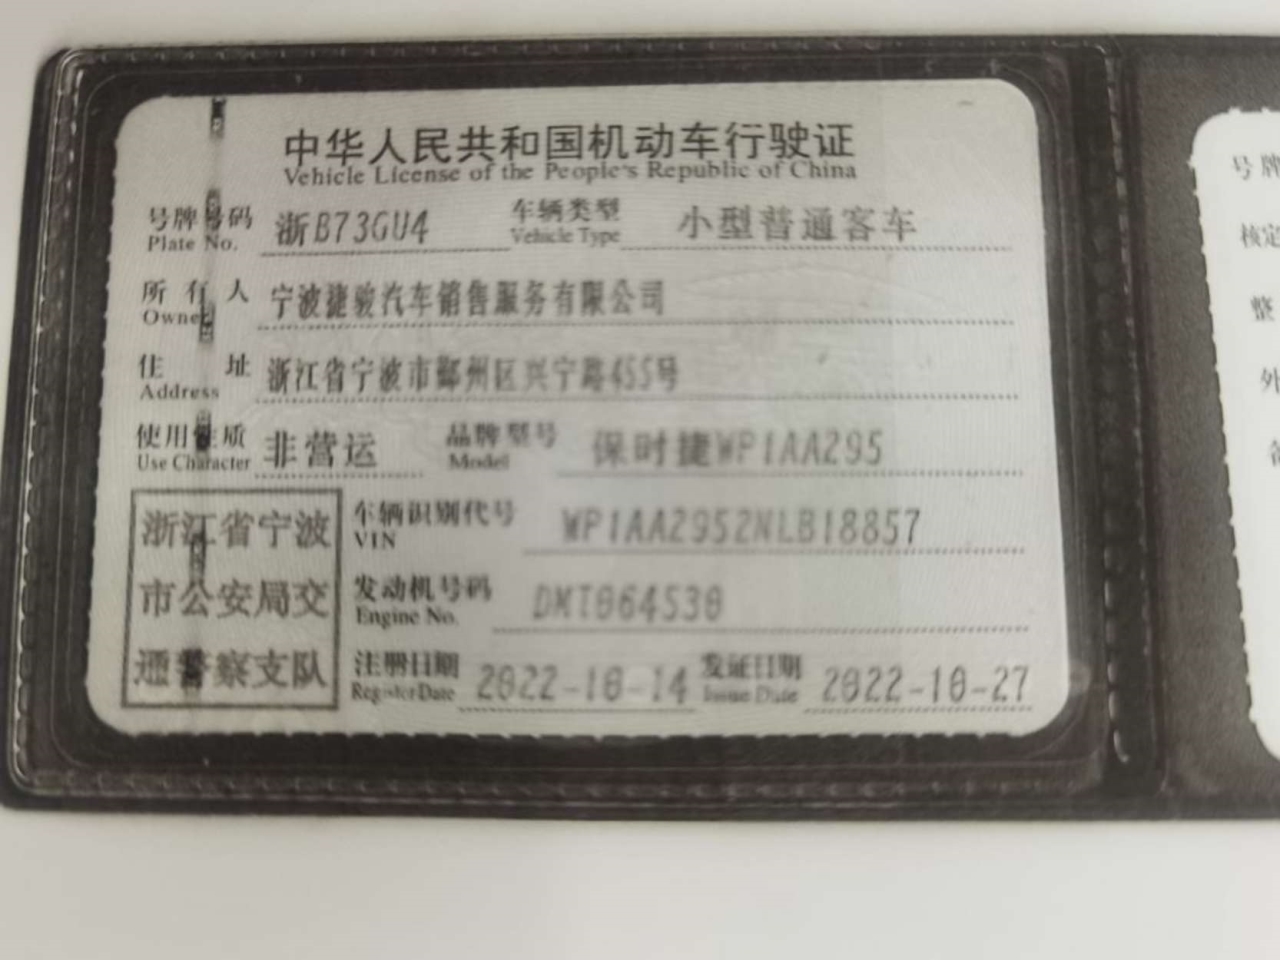 中华人民共和国机动车行驶证
Vehicle License of the People's Republic of China
号牌号码 浙B73GU4 车辆类型 小型普通客车
Plate No. Vehicle Type
所有人 宁波捷骏汽车销售服务有限公司
Owner
住址 浙江省宁波市鄞州区兴宁路455号
Address
使用性质 非营运 品牌型号 保时捷WP1AA295
Use Character Model
浙江省宁波
市公安局交
通警察支队
车辆识别代号 WP1AA2952NLB18857
VIN
发动机号码 DMT064530
Engine No.
注册日期 2022-10-14 发证日期 2022-10-27
Register Date Issue Date
号牌
核定
整
外